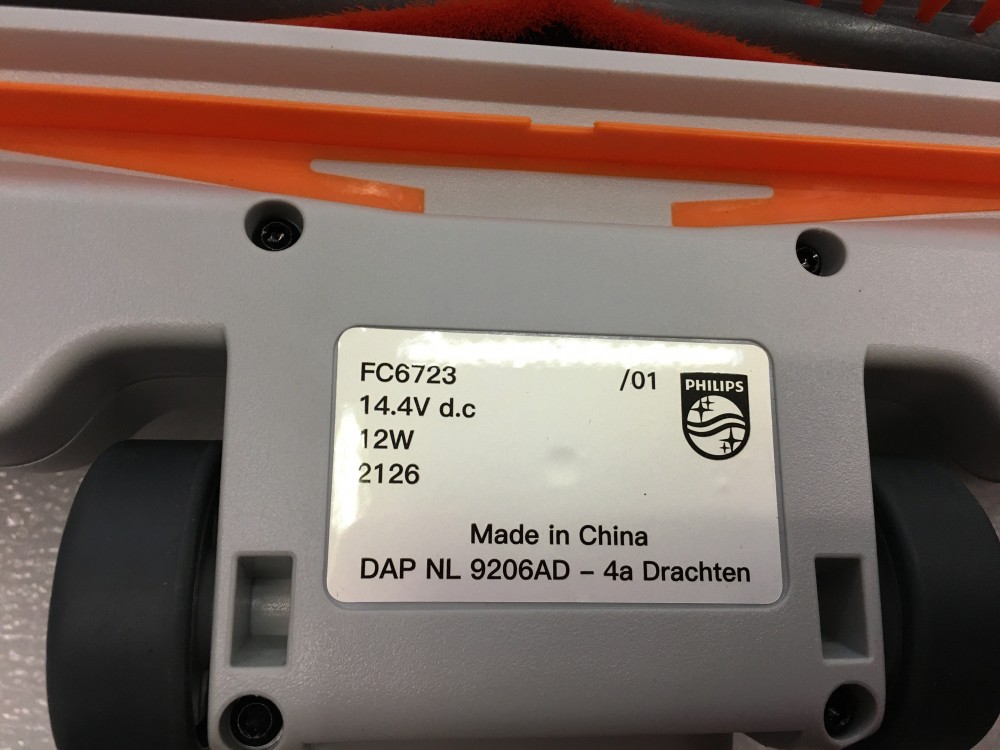 FC6723 /01
PHILIPS
14.4V d.c
12W
2126
Made in China
DAP NL 9206AD – 4a Drachten